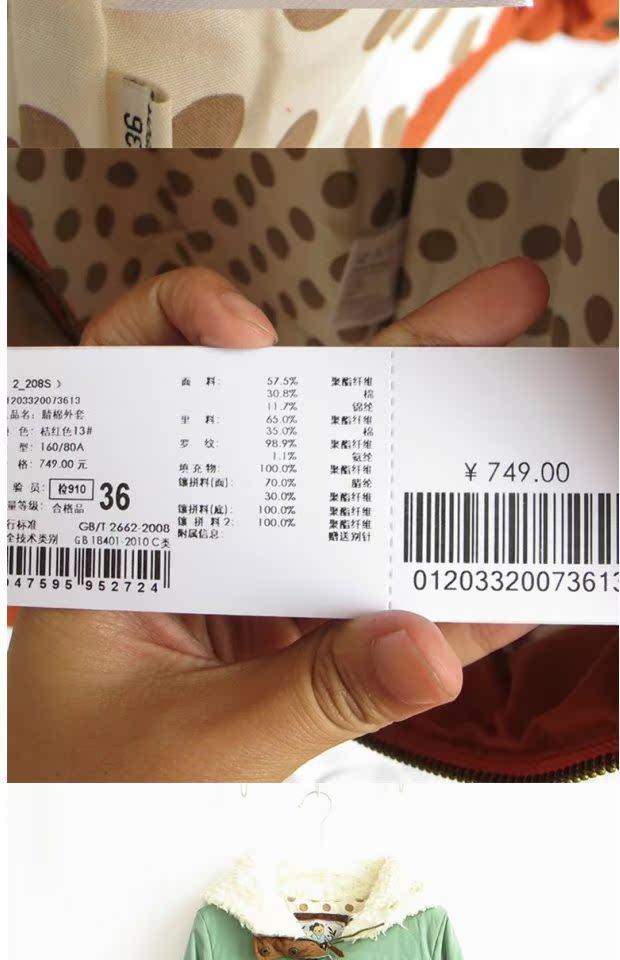 36
2_208S 》
1203320073613
品名：腈棉外套
色：桔红色13#
型：160/80A
格：749.00 元
验 员：检910
36
量等级：合格品
行标准 GB/T 2662-2008
全技术类别 GB 18401-2010 C类
47595 952724
面 料： 57.5% 聚酯纤维
30.8% 棉
11.7% 锦纶
里 料： 65.0% 聚酯纤维
35.0% 棉
罗 纹： 98.9% 聚酯纤维
1.1% 氨纶
填充物： 100.0% 聚酯纤维
镶拼料(面)： 70.0% 腈纶
30.0% 聚酯纤维
镶拼料(底)： 100.0% 聚酯纤维
镶 拼 料 2： 100.0% 聚酯纤维
附属信息： 赠送别针
¥ 749.00
01203320073613